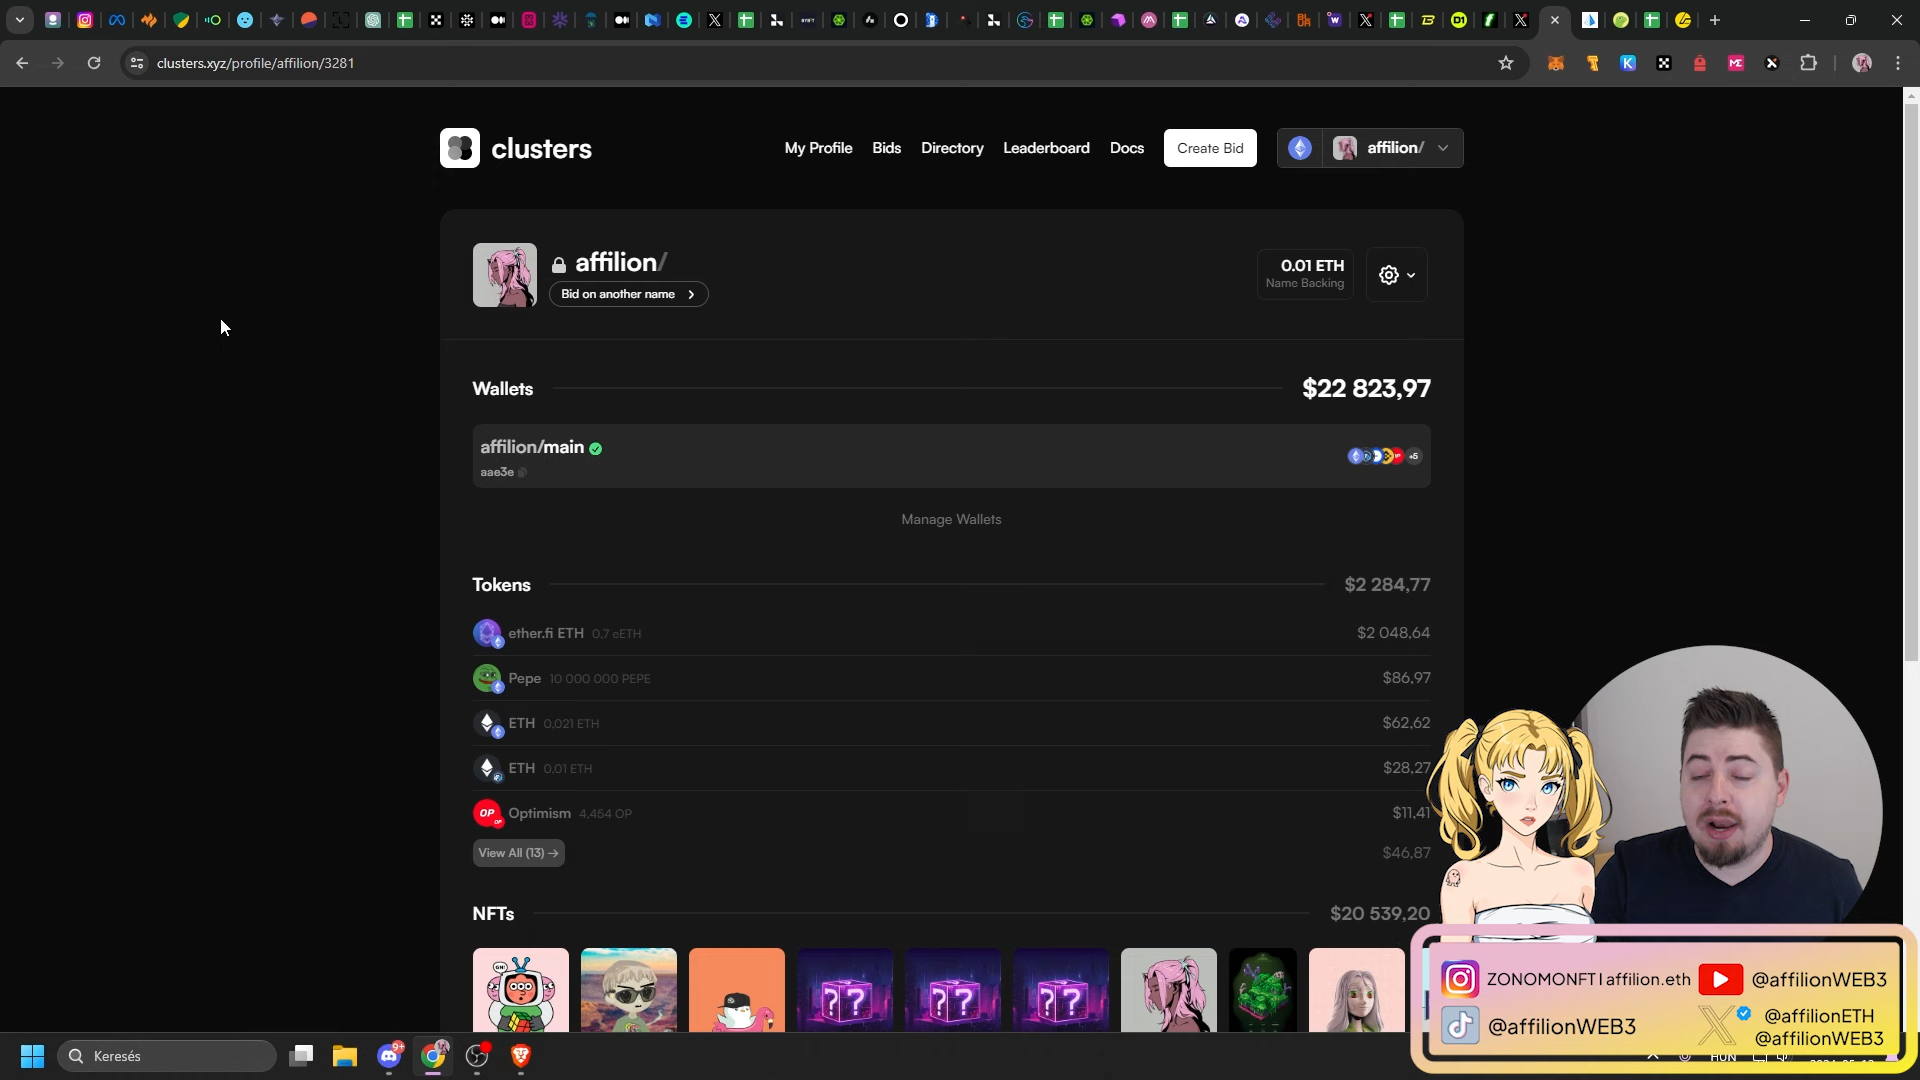 clusters.xyz/profile/affilion/3281
clusters
My Profile
Bids
Directory
Leaderboard
Docs
Create Bid
affilion/
affilion/
Bid on another name
0.01 ETH
Name Backing
Wallets
$22 823,97
affilion/main
aae3e
+5
Manage Wallets
Tokens
$2 284,77
ether.fi ETH 0.7 eETH
$2 048,64
Pepe 10 000 000 PEPE
$86,97
ETH 0,021 ETH
$62,62
ETH 0.01 ETH
$28,27
OP Optimism 4,454 OP
$11,41
View All (13) →
$46,87
NFTs
$20 539,20
GM!
??
??
??
ZONOMONFT | affilion.eth
@affilionWEB3
@affilionWEB3
@affilionETH
@affilionWEB3
Keresés
9+
HUN